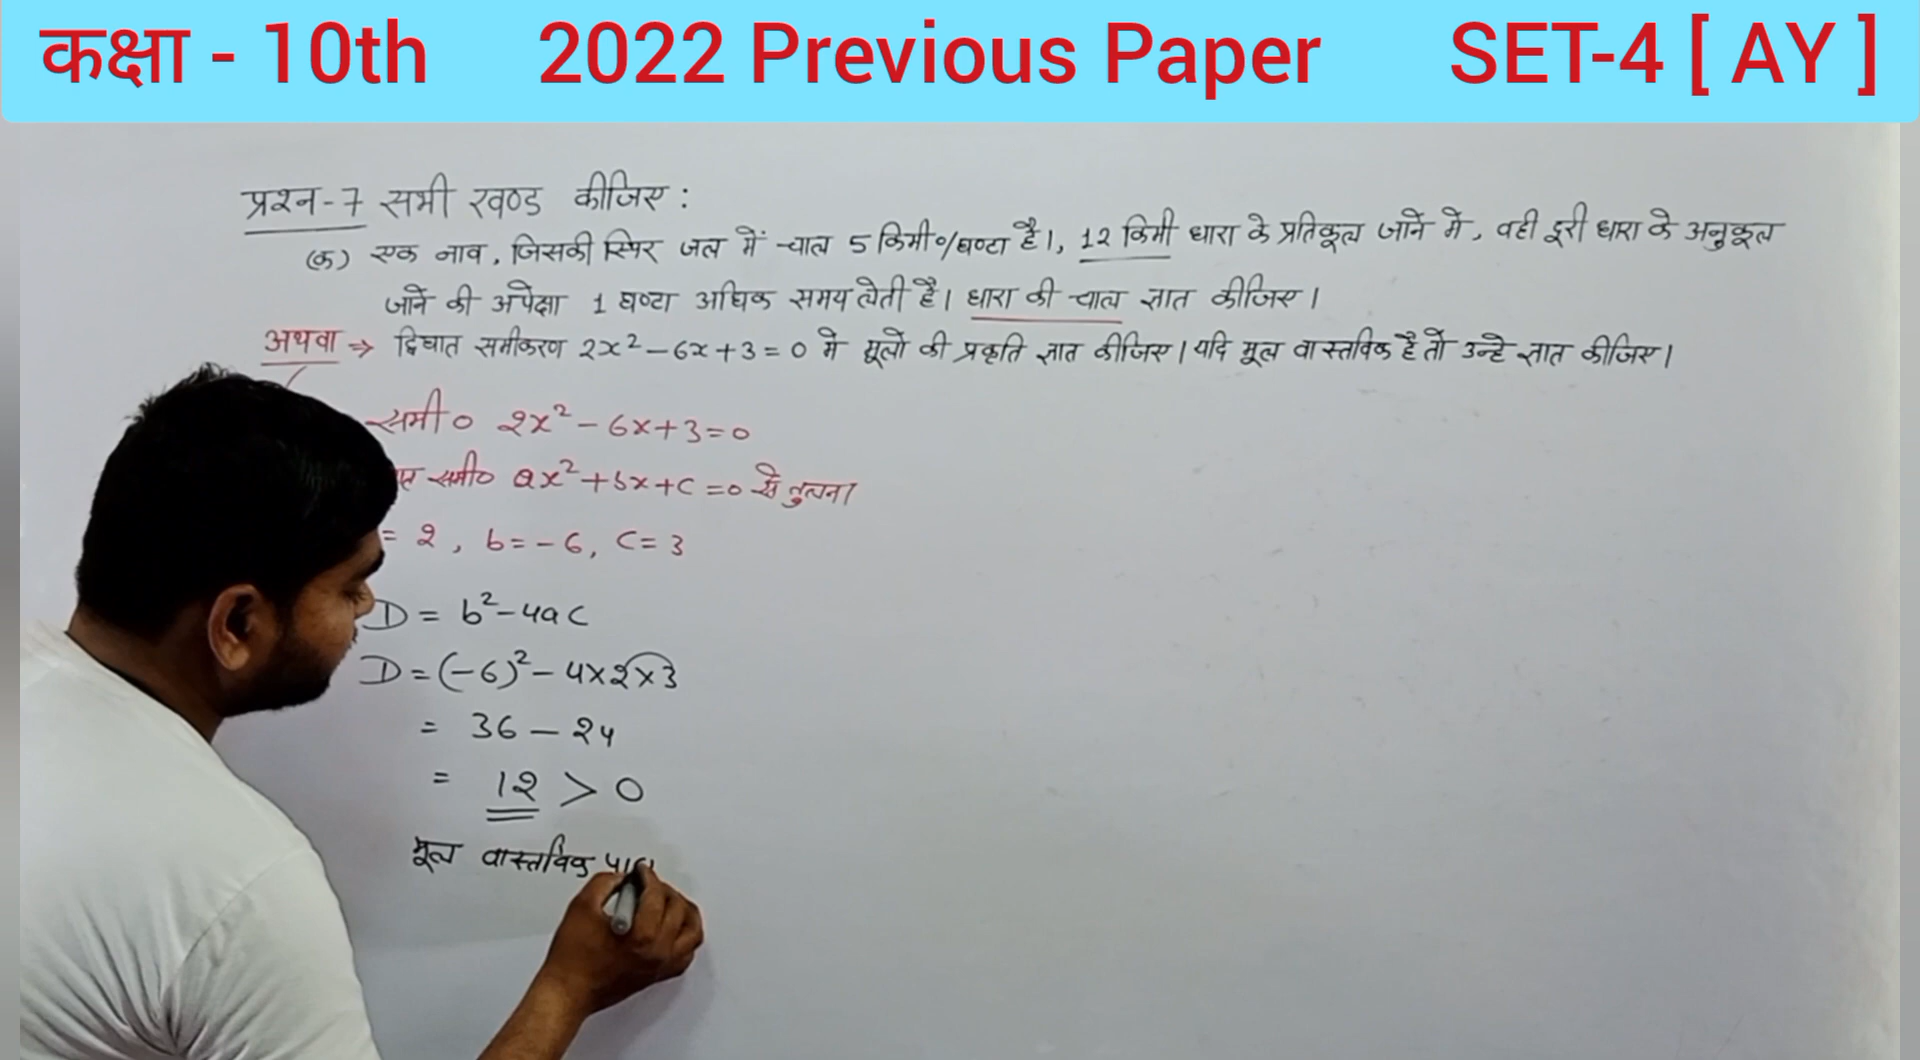 कक्षा - 10th 2022 Previous Paper SET-4 [ AY ]
प्रश्न-7 सभी खण्ड कीजिए :
(क) एक नाव, जिसकी स्थिर जल में चाल 5 किमी०/घण्टा है।, 12 किमी धारा के प्रतिकूल जाने मे, वही दूरी धारा के अनुकूल
जाने की अपेक्षा 1 घण्टा अधिक समय लेती है। धारा की चाल ज्ञात कीजिए।
अथवा ⇒ द्विघात समीकरण 2x² - 6x + 3 = 0 मे मूलो की प्रकृति ज्ञात कीजिए। यदि मूल वास्तविक है तो उन्हे ज्ञात कीजिए।
समी० 2x² - 6x + 3 = 0
समी० ax² + bx + c = 0 से तुलना
= 2, b = -6, c = 3
D = b² - 4ac
D = (-6)² - 4×2×3
= 36 - 24
= 12 > 0
मूल वास्तविक